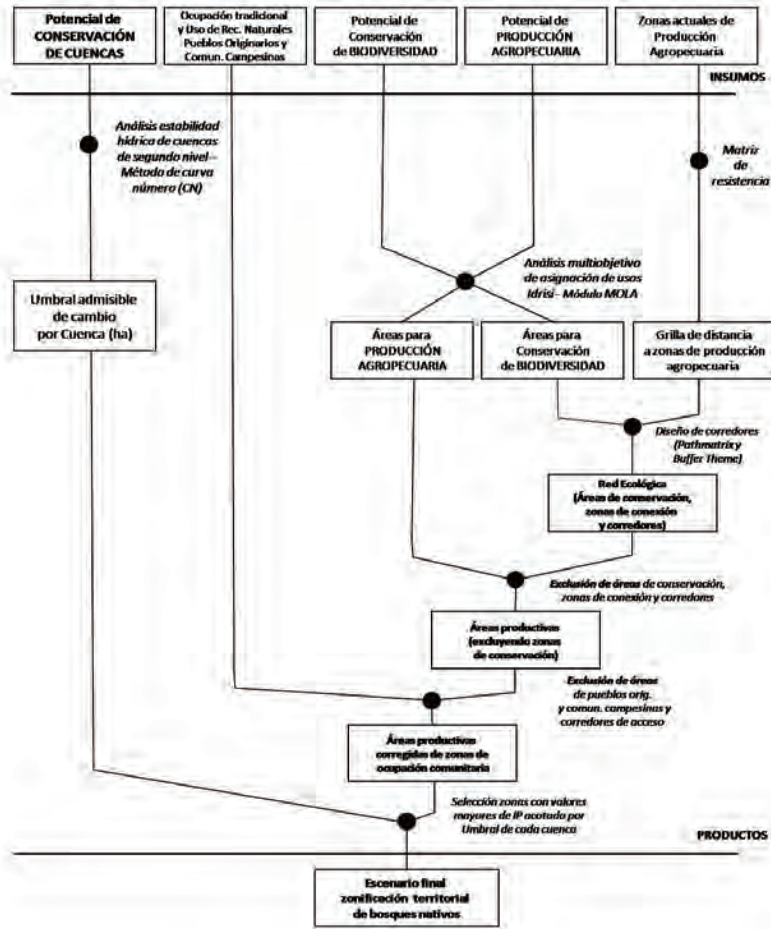 Potencial de
CONSERVACIÓN
DE CUENCAS
Ocupación tradicional
y Uso de Rec. Naturales
Pueblos Originarios y
Comun. Campesinas
Potencial de
Conservación
de BIODIVERSIDAD
Potencial de
PRODUCCIÓN
AGROPECUARIA
Zonas actuales de
Producción
Agropecuaria
INSUMOS
Análisis estabilidad
hídrica de cuencas
de segundo nivel –
Método de curva
número (CN)
Matriz
de
resistencia
Análisis multiobjetivo
de asignación de usos
Idrisi – Módulo MOLA
Umbral admisible
de cambio
por Cuenca (ha)
Áreas para
PRODUCCIÓN
AGROPECUARIA
Áreas para
Conservación
de BIODIVERSIDAD
Grilla de distancia
a zonas de producción
agropecuaria
Diseño de corredores
(Pathmatrix y
Buffer Theme)
Red Ecológica
(Áreas de conservación,
zonas de conexión
y corredores)
Exclusión de áreas de conservación,
zonas de conexión y corredores
Áreas productivas
(excluyendo zonas
de conservación)
Exclusión de áreas
de pueblos orig.
y comun. campesinas y
corredores de acceso
Áreas productivas
corregidas de zonas de
ocupación comunitaria
Selección zonas con valores
mayores de IP acotada por
Umbral de cada cuenca
PRODUCTOS
Escenario final
zonificación territorial
de bosques nativos